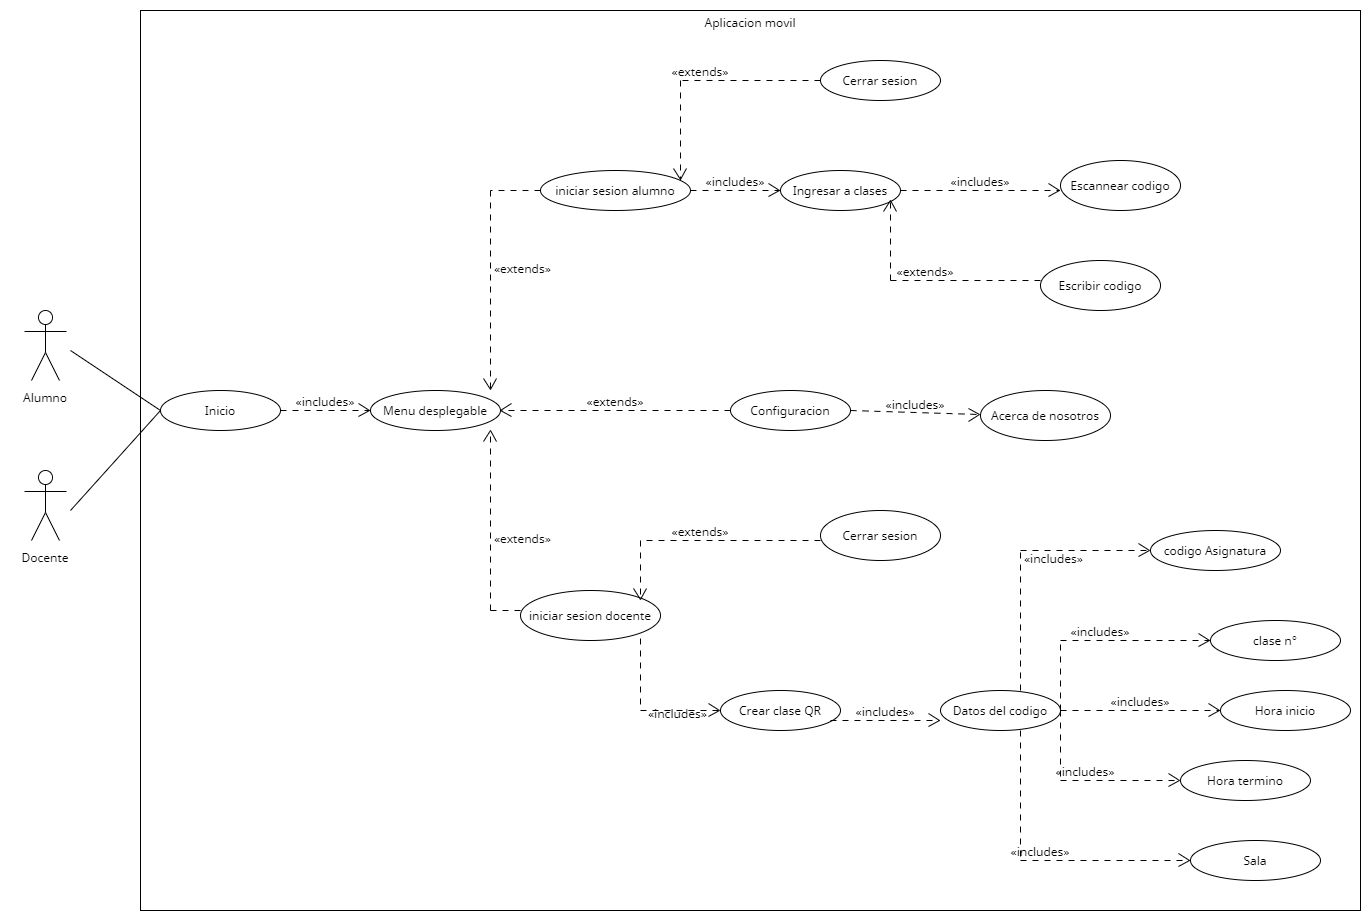 Aplicacion movil
«extends»
Cerrar sesion
iniciar sesion alumno
«includes»
Ingresar a clases
«includes»
Escannear codigo
«extends»
«extends»
Escribir codigo
Alumno
Inicio
«includes»
Menu desplegable
«extends»
Configuracion
«includes»
Acerca de nosotros
Docente
«extends»
«extends»
Cerrar sesion
«includes»
codigo Asignatura
iniciar sesion docente
«includes»
clase n°
«includes»
Crear clase QR
«includes»
Datos del codigo
«includes»
Hora inicio
«includes»
Hora termino
«includes»
Sala